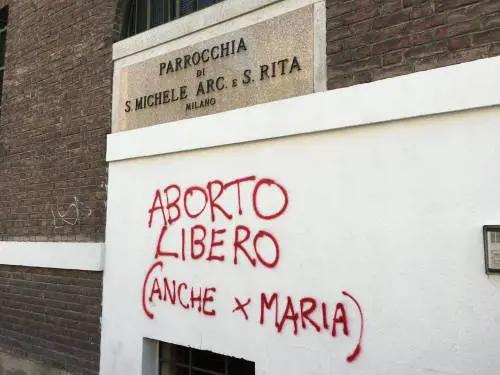 PARROCCHIA
DI
S. MICHELE ARC. E S. RITA
MILANO
ABORTO
LIBERO
(ANCHE x MARIA)